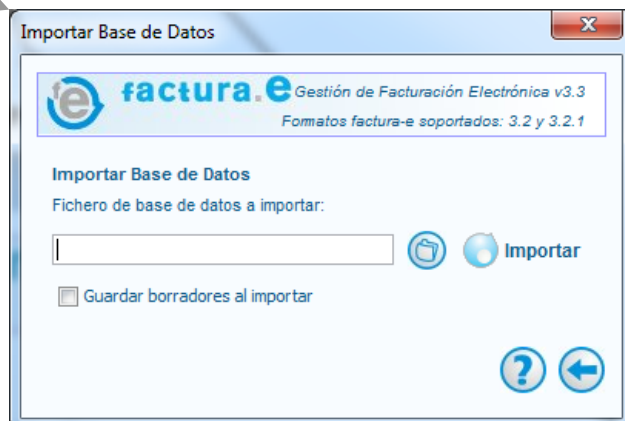 Importar Base de Datos
factura.e Gestión de Facturación Electrónica v3.3
Formatos factura-e soportados: 3.2 y 3.2.1
Importar Base de Datos
Fichero de base de datos a importar:
Importar
Guardar borradores al importar